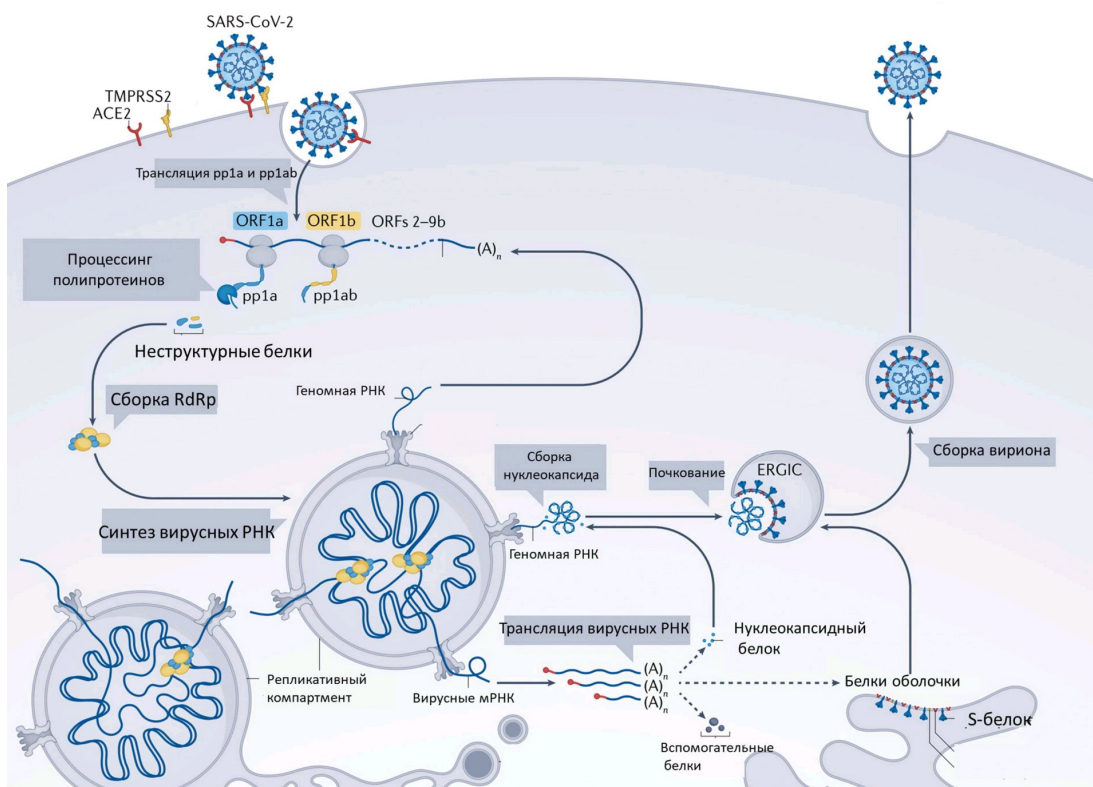 SARS-CoV-2
TMPRSS2
ACE2
Трансляция pp1a и pp1ab
ORF1a
ORF1b
ORFs 2–9b
(A)n
Процессинг
полипротеинов
pp1a
pp1ab
Неструктурные белки
Сборка RdRp
Геномная РНК
Синтез вирусных РНК
Сборка
нуклеокапсида
Почкование
ERGIC
Сборка вириона
Геномная РНК
Трансляция вирусных РНК
Нуклеокапсидный
белок
Репликативный
компартмент
Вирусные мРНК
(A)n
(A)n
(A)n
Белки оболочки
S-белок
Вспомогательные
белки